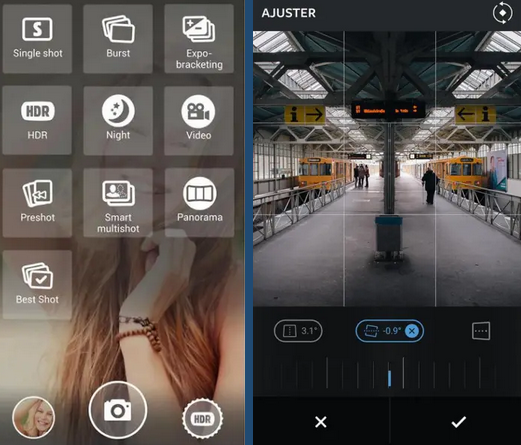 S
Single shot
Burst
Expo-
bracketing
HDR
HDR
Night
Video
Preshot
Smart
multishot
Panorama
Best Shot
HDR
AJUSTER
i
i
3.1°
-0.9°